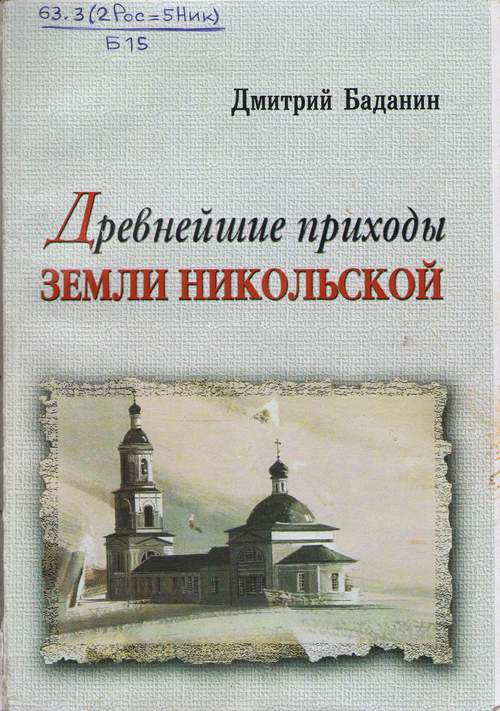 63.3(2Рос=5Ник)
Б15
Дмитрий Баданин
Древнейшие приходы
ЗЕМЛИ НИКОЛЬСКОЙ